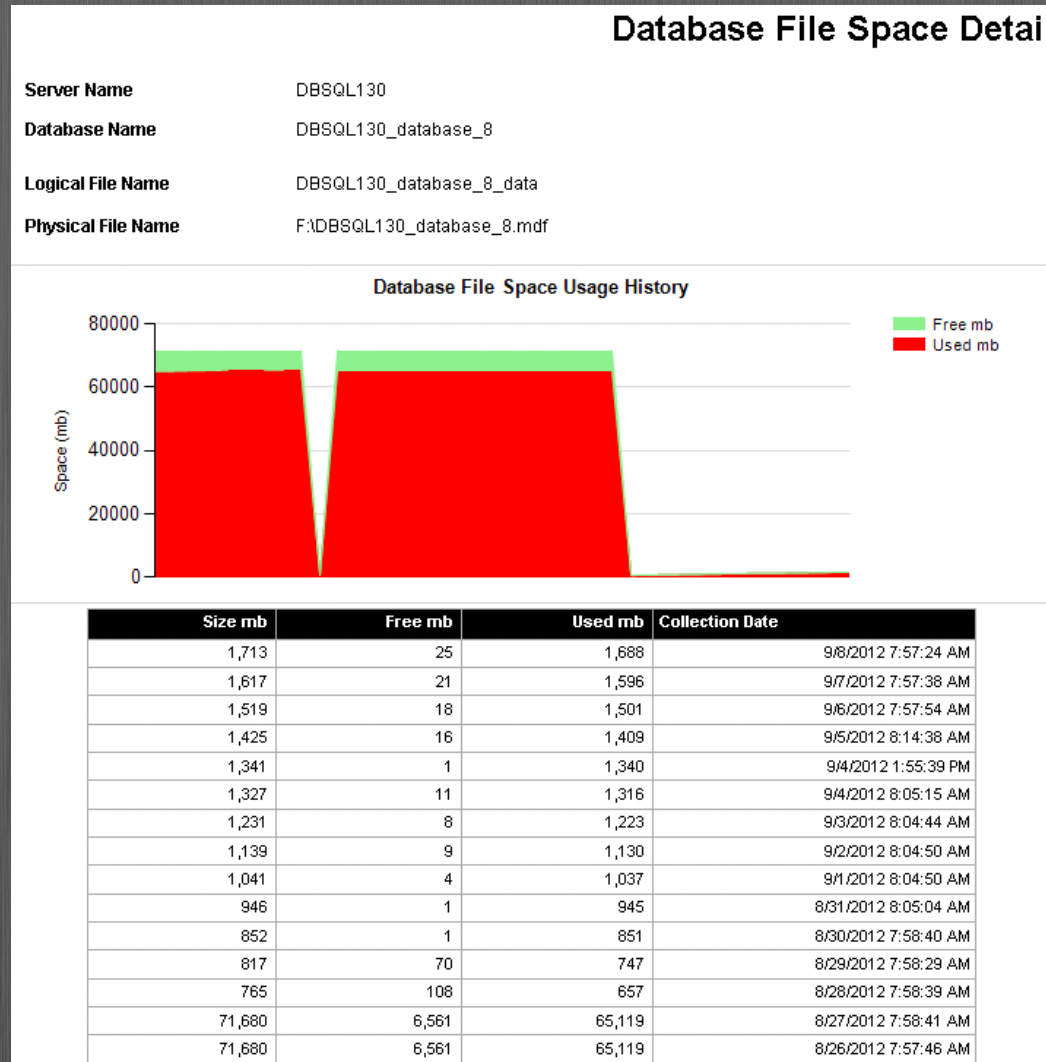 Database File Space Detai
Server Name DBSQL130
Database Name DBSQL130_database_8
Logical File Name DBSQL130_database_8_data
Physical File Name F:\DBSQL130_database_8.mdf
Database File Space Usage History
80000
60000
40000
20000
0
Space (mb)
Free mb
Used mb
Size mb Free mb Used mb Collection Date
1,713 25 1,688 9/8/2012 7:57:24 AM
1,617 21 1,596 9/7/2012 7:57:38 AM
1,519 18 1,501 9/6/2012 7:57:54 AM
1,425 16 1,409 9/5/2012 8:14:38 AM
1,341 1 1,340 9/4/2012 1:55:39 PM
1,327 11 1,316 9/4/2012 8:05:15 AM
1,231 8 1,223 9/3/2012 8:04:44 AM
1,139 9 1,130 9/2/2012 8:04:50 AM
1,041 4 1,037 9/1/2012 8:04:50 AM
946 1 945 8/31/2012 8:05:04 AM
852 1 851 8/30/2012 7:58:40 AM
817 70 747 8/29/2012 7:58:29 AM
765 108 657 8/28/2012 7:58:39 AM
71,680 6,561 65,119 8/27/2012 7:58:41 AM
71,680 6,561 65,119 8/26/2012 7:57:46 AM